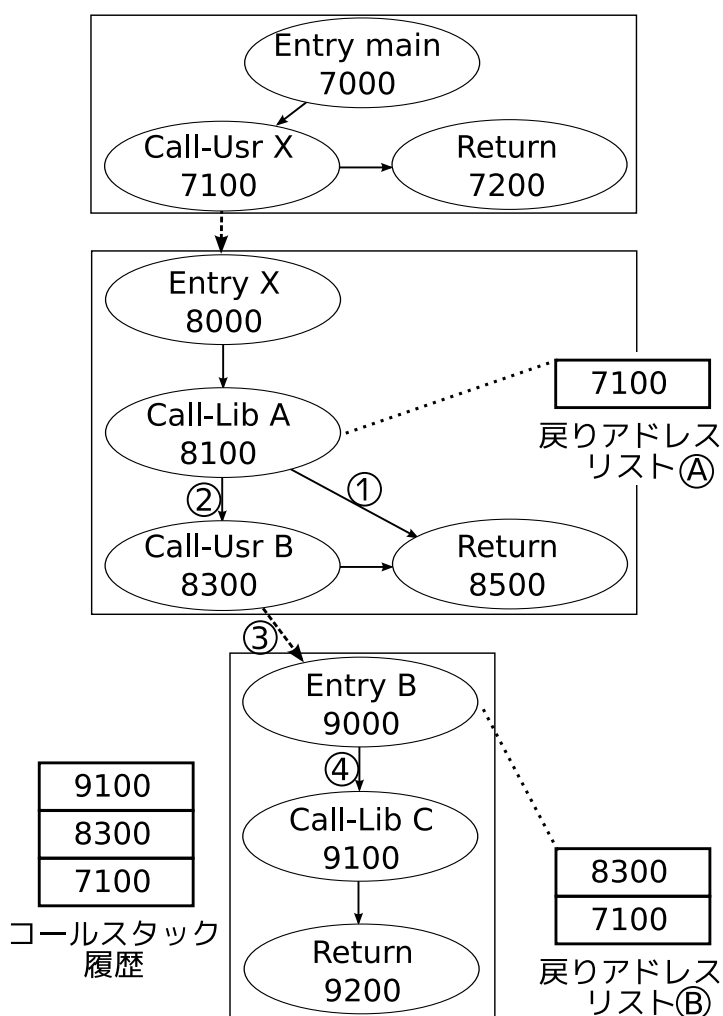 Entry main
7000
Call-Usr X
7100
Return
7200
Entry X
8000
Call-Lib A
8100
7100
戻りアドレス
リストⒶ
①
②
Call-Usr B
8300
Return
8500
③
Entry B
9000
④
Call-Lib C
9100
Return
9200
9100
8300
7100
コールスタック
履歴
8300
7100
戻りアドレス
リストⒷ